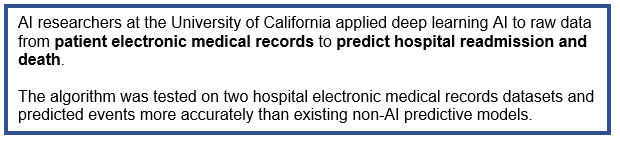 AI researchers at the University of California applied deep learning AI to raw data
from patient electronic medical records to predict hospital readmission and
death.
The algorithm was tested on two hospital electronic medical records datasets and
predicted events more accurately than existing non-AI predictive models.